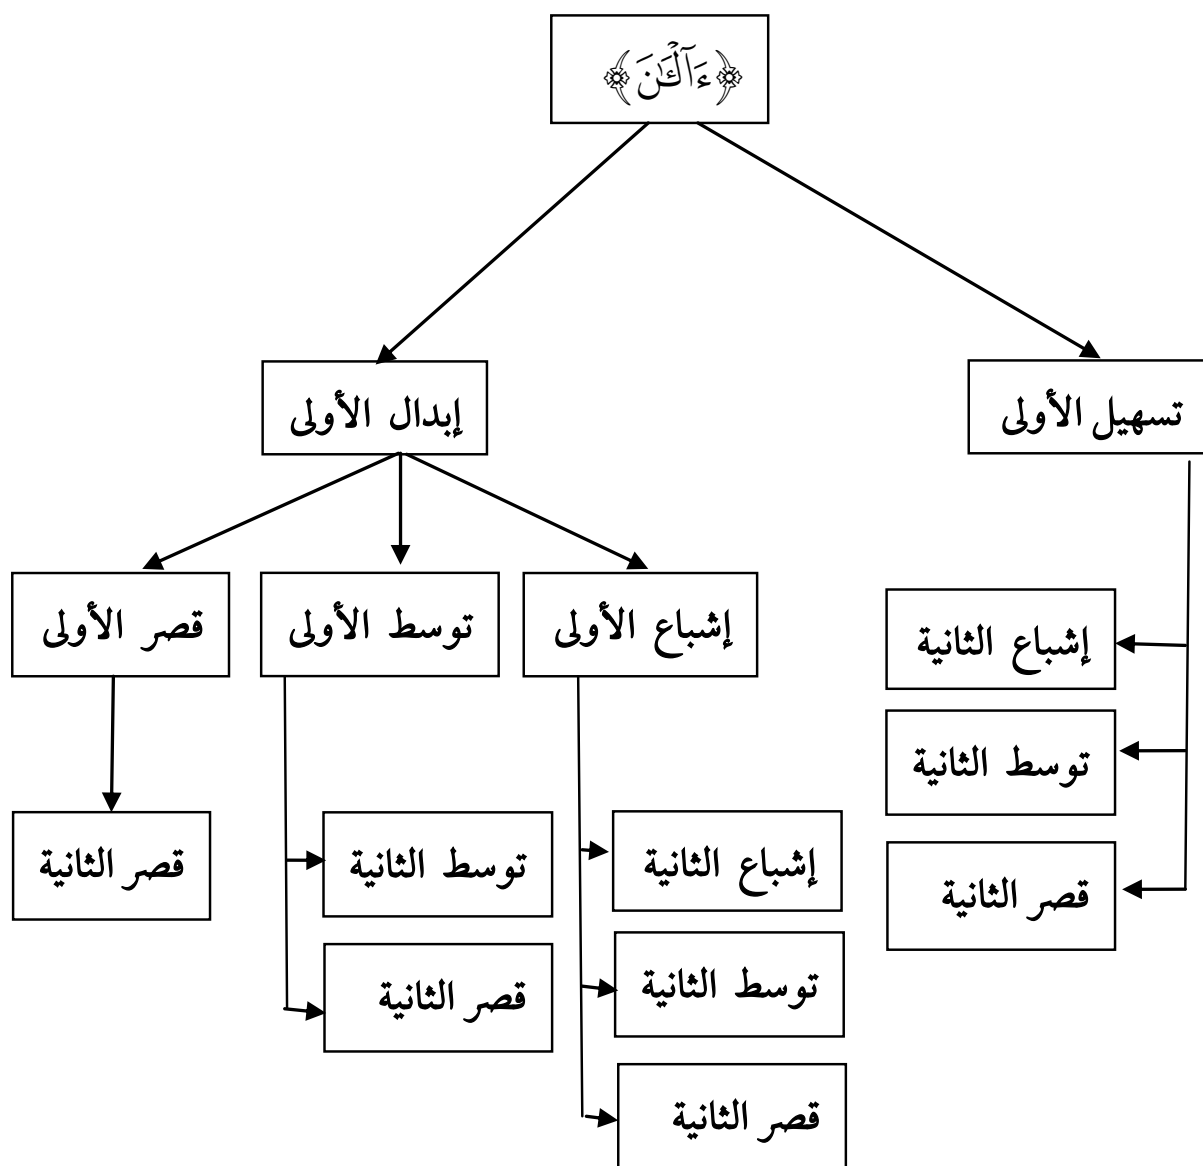 ﴿ءَآلْـَٰٔنَ﴾
تسهيل الأولى
إبدال الأولى
إشباع الأولى
توسط الأولى
قصر الأولى
إشباع الثانية
توسط الثانية
قصر الثانية
إشباع الثانية
توسط الثانية
قصر الثانية
توسط الثانية
قصر الثانية
قصر الثانية